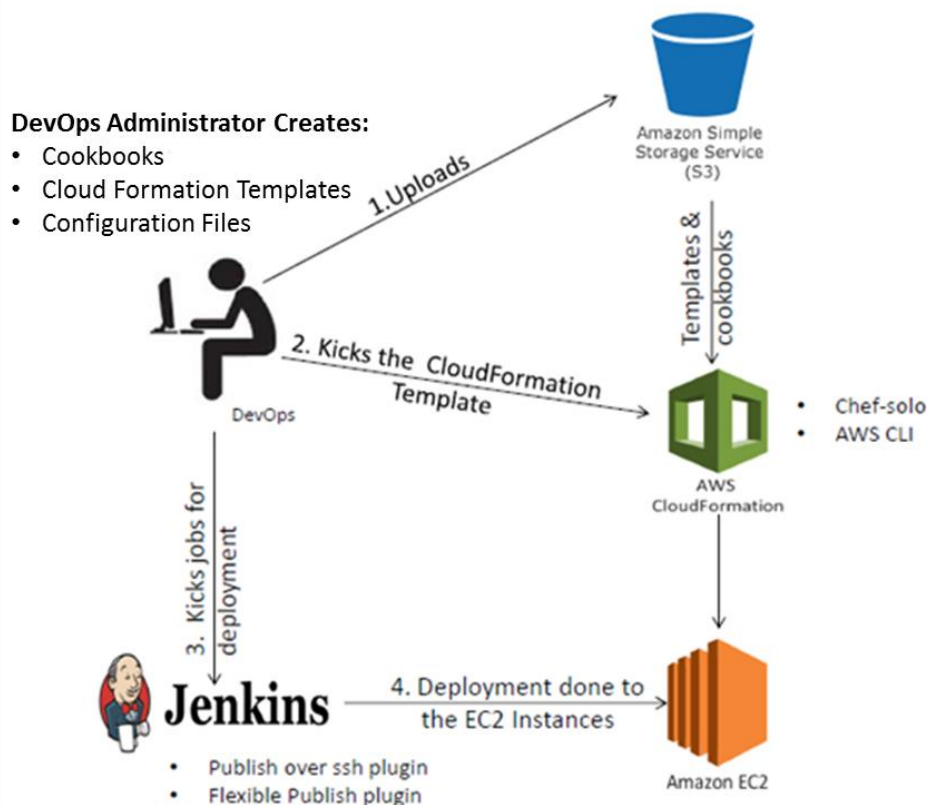 DevOps Administrator Creates:
• Cookbooks
• Cloud Formation Templates
• Configuration Files
1.Uploads
Amazon Simple
Storage Service
(S3)
Templates &
cookbooks
2. Kicks the CloudFormation
Template
DevOps
• Chef-solo
• AWS CLI
AWS
CloudFormation
3. Kicks jobs for
deployment
Jenkins
4. Deployment done to
the EC2 Instances
• Publish over ssh plugin
• Flexible Publish plugin
Amazon EC2